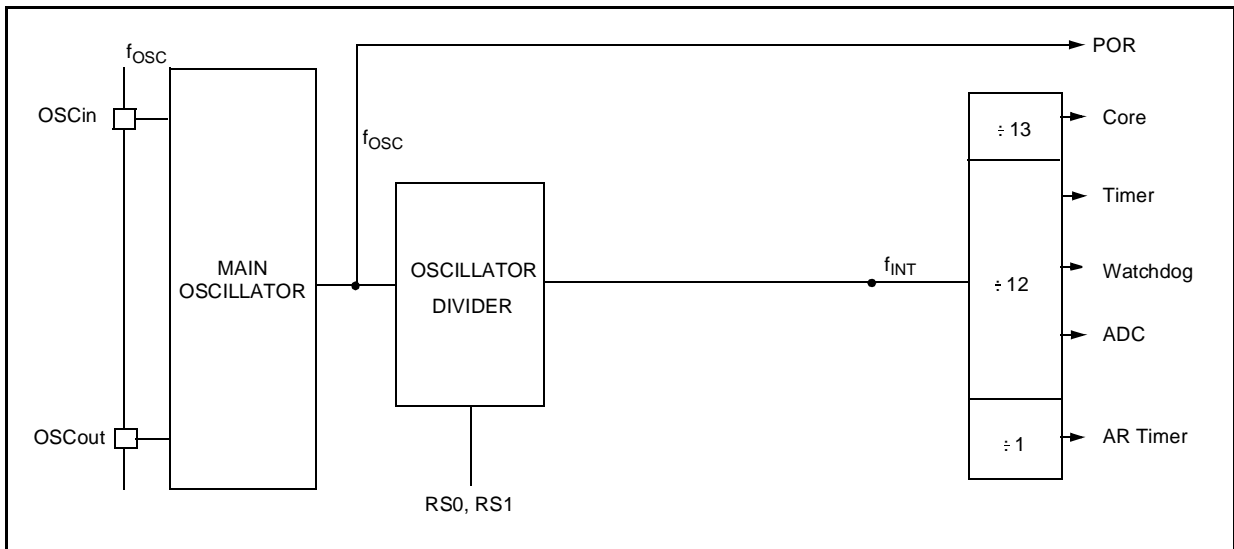 fOSC
POR
OSCin
fOSC
÷ 13
Core
Timer
MAIN
OSCILLATOR
OSCILLATOR
DIVIDER
fINT
÷ 12
Watchdog
ADC
OSCout
÷ 1
AR Timer
RS0, RS1